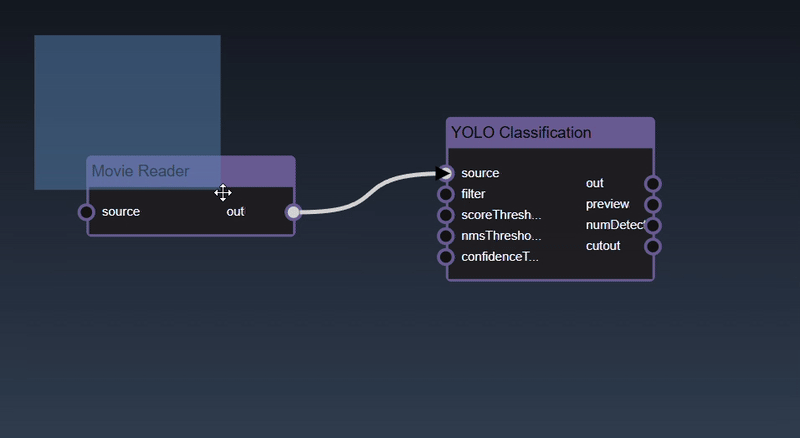 Movie Reader
source
out
YOLO Classification
source
filter
scoreThresh...
nmsThresho...
confidenceT...
out
preview
numDetect
cutout